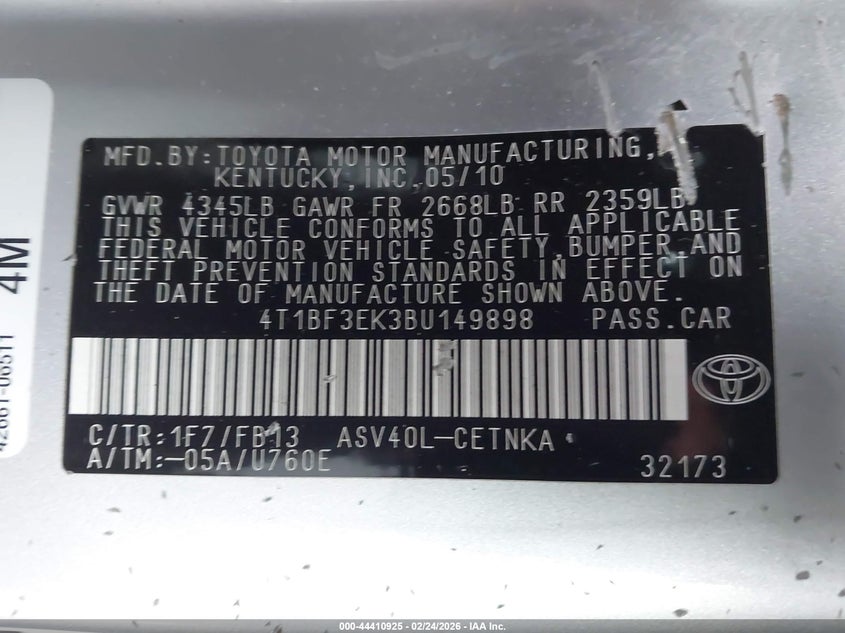 MFD.BY:TOYOTA MOTOR MANUFACTURING,
KENTUCKY,INC.05/10
GVWR 4345LB GAWR FR 2668LB RR 2359LB
THIS VEHICLE CONFORMS TO ALL APPLICABLE
FEDERAL MOTOR VEHICLE SAFETY,BUMPER,AND
THEFT PREVENTION STANDARDS IN EFFECT ON
THE DATE OF MANUFACTURE SHOWN ABOVE.
4T1BF3EK3BU149898 PASS.CAR
C/TR:1F7/FB13 ASV40L-CETNKA
A/TM:-05A/U760E 32173
4M
42661-06511
000-44410925 - 02/24/2026 - IAA Inc.